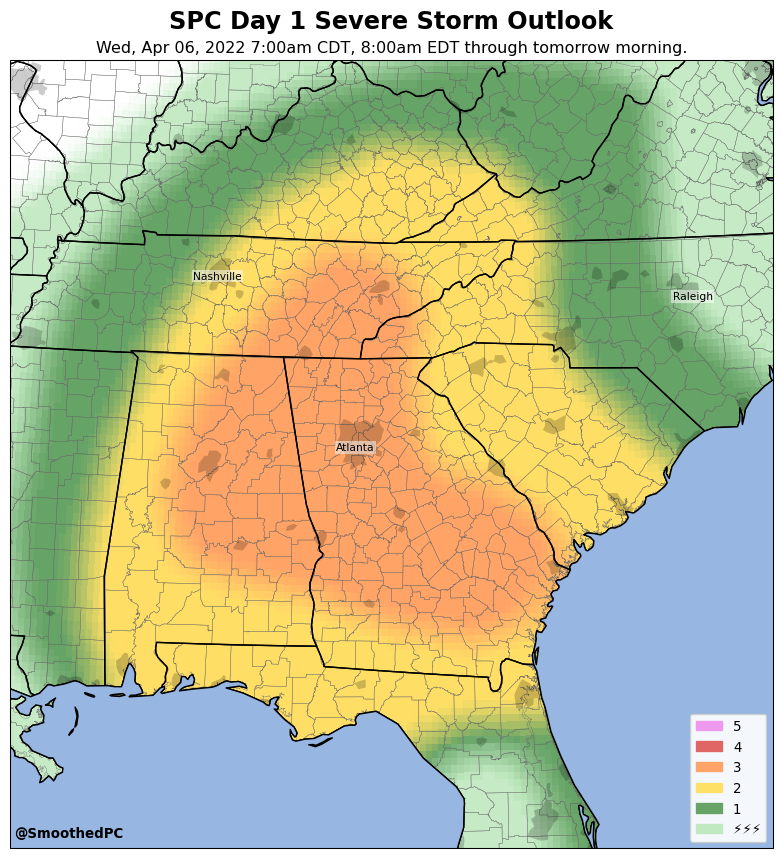 SPC Day 1 Severe Storm Outlook
Wed, Apr 06, 2022 7:00am CDT, 8:00am EDT through tomorrow morning.
Nashville
Raleigh
Atlanta
5
4
3
2
1
⚡⚡⚡
@SmoothedPC